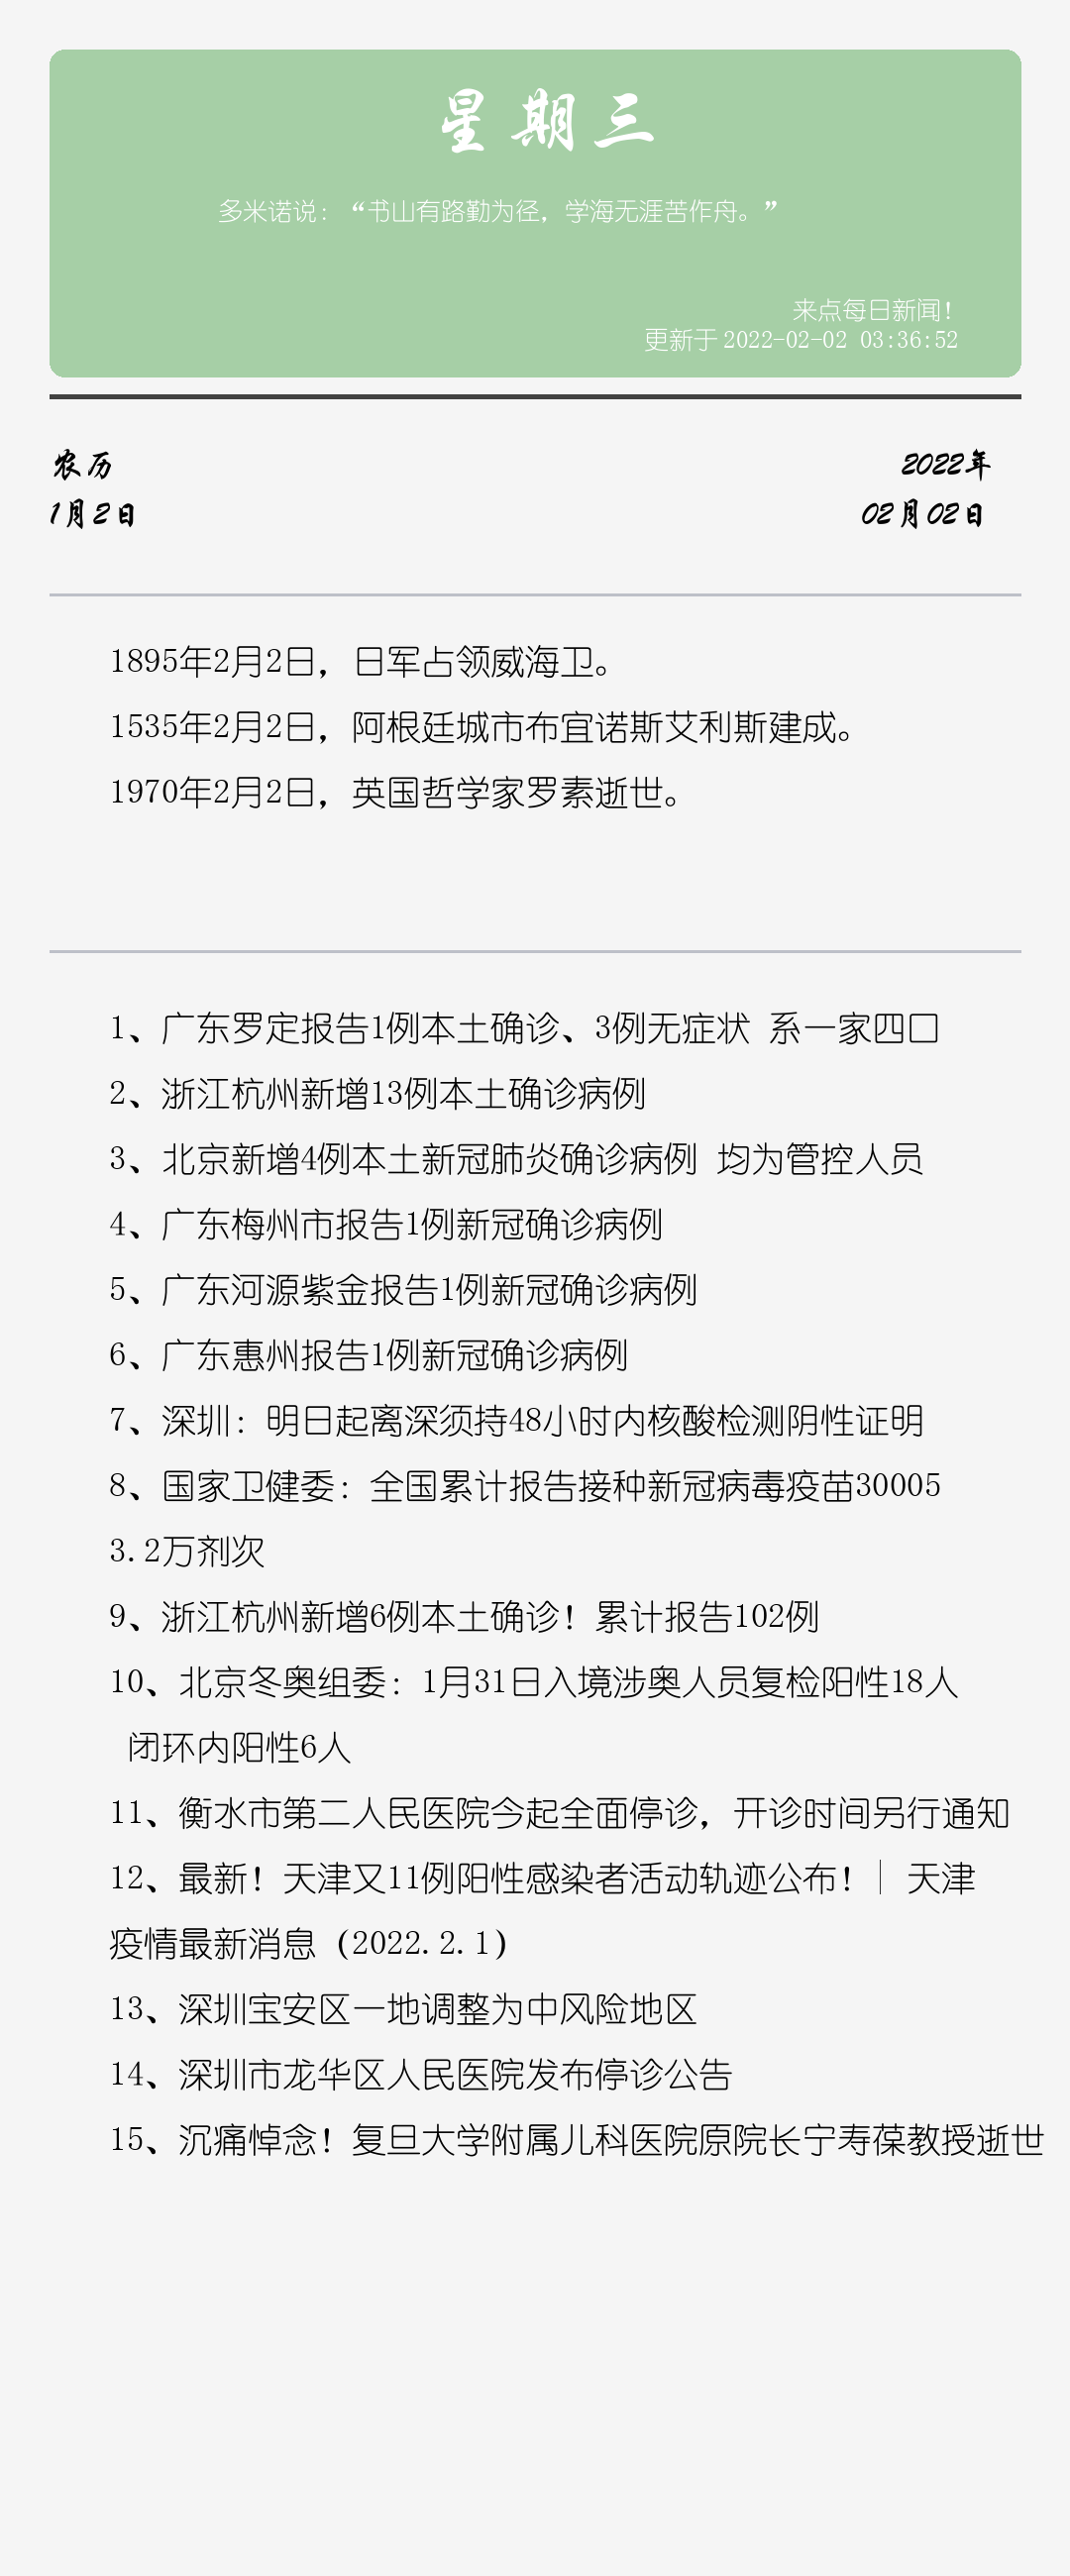 星期三
多米诺说：“书山有路勤为径，学海无涯苦作舟。”
来点每日新闻！
更新于2022-02-02 03:36:52
农历
2022年
1月2日
02月02日
1895年2月2日，日军占领威海卫。
1535年2月2日，阿根廷城市布宜诺斯艾利斯建成。
1970年2月2日，英国哲学家罗素逝世。
1、广东罗定报告1例本土确诊、3例无症状 系一家四口
2、浙江杭州新增13例本土确诊病例
3、北京新增4例本土新冠肺炎确诊病例 均为管控人员
4、广东梅州市报告1例新冠确诊病例
5、广东河源紫金报告1例新冠确诊病例
6、广东惠州报告1例新冠确诊病例
7、深圳：明日起离深须持48小时内核酸检测阴性证明
8、国家卫健委：全国累计报告接种新冠病毒疫苗30005
3.2万剂次
9、浙江杭州新增6例本土确诊！累计报告102例
10、北京冬奥组委：1月31日入境涉奥人员复检阳性18人
闭环内阳性6人
11、衡水市第二人民医院今起全面停诊，开诊时间另行通知
12、最新！天津又11例阳性感染者活动轨迹公布！｜ 天津
疫情最新消息（2022.2.1）
13、深圳宝安区一地调整为中风险地区
14、深圳市龙华区人民医院发布停诊公告
15、沉痛悼念！复旦大学附属儿科医院原院长宁寿葆教授逝世